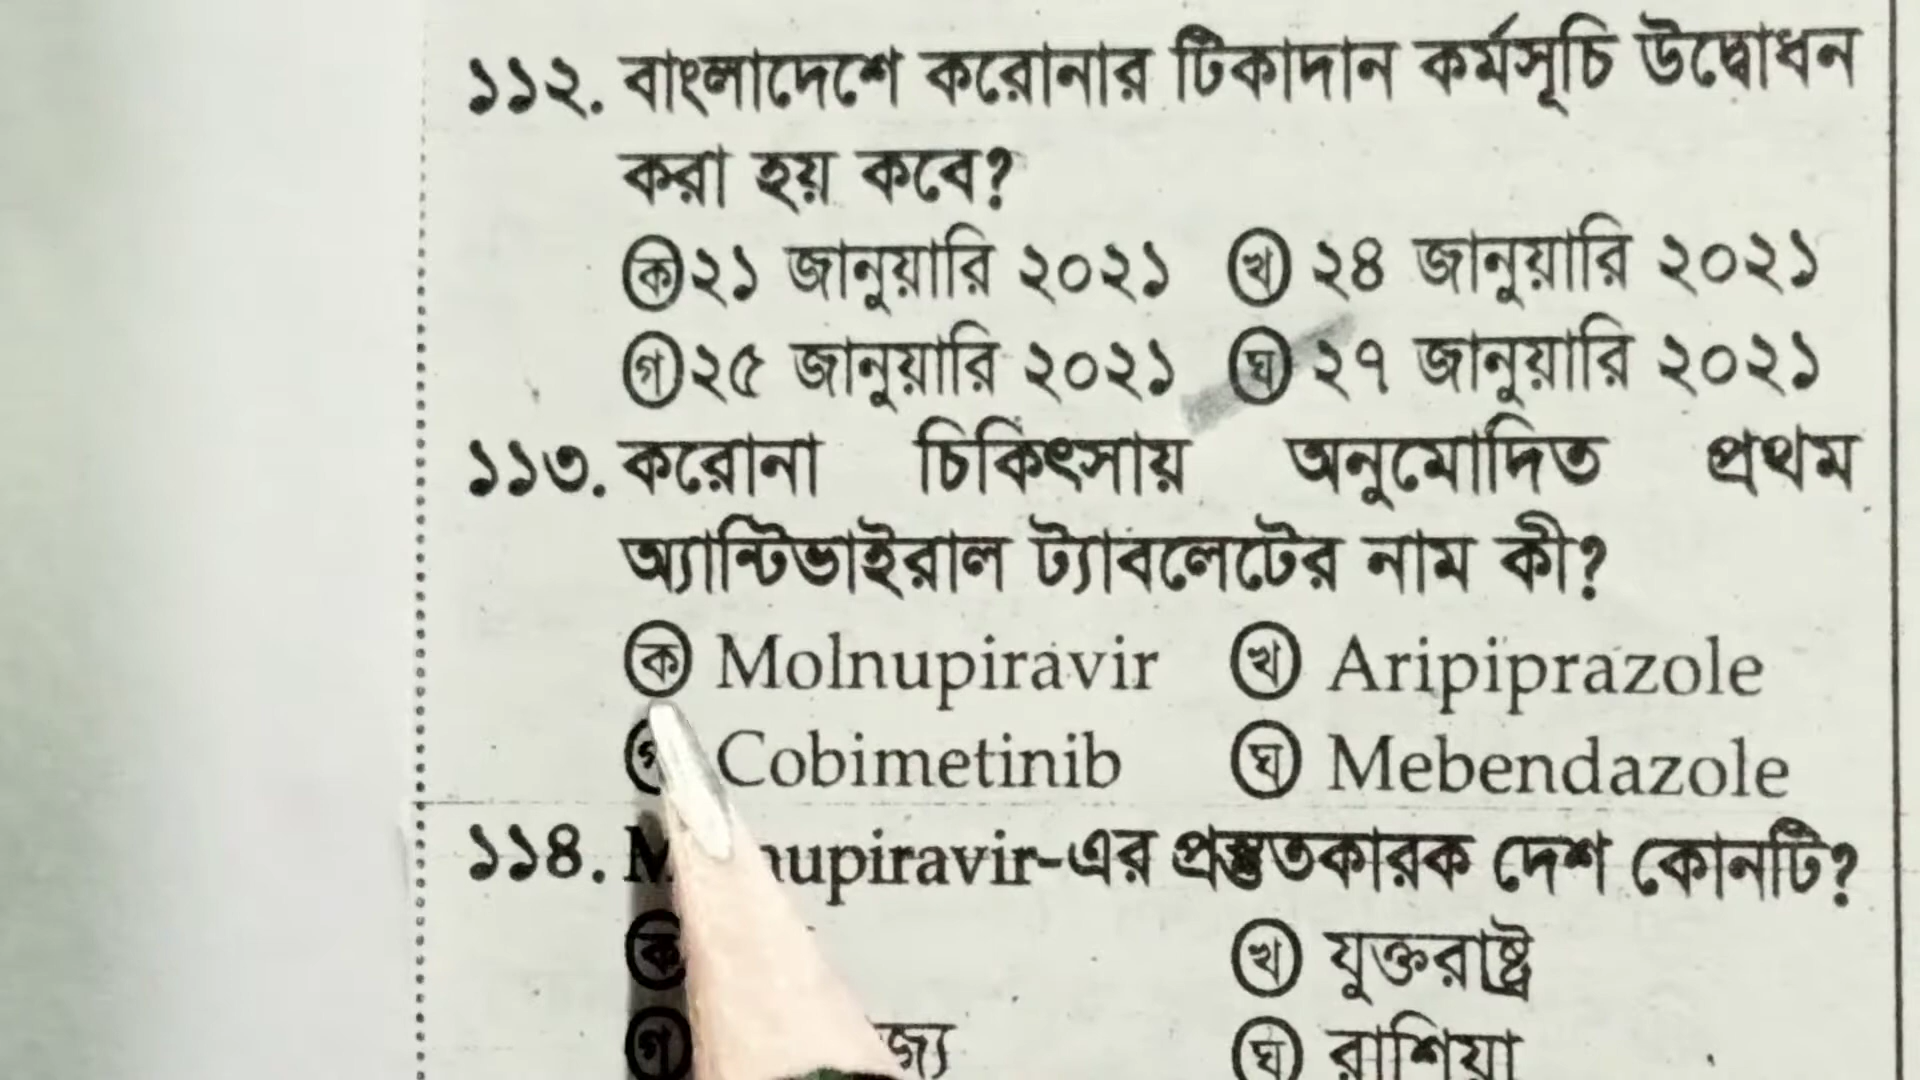 ১১২. বাংলাদেশে করোনার টিকাদান কর্মসূচি উদ্বোধন
করা হয় কবে?
ক ২১ জানুয়ারি ২০২১ খ ২৪ জানুয়ারি ২০২১
গ ২৫ জানুয়ারি ২০২১ ঘ ২৭ জানুয়ারি ২০২১
১১৩. করোনা চিকিৎসায় অনুমোদিত প্রথম
অ্যান্টিভাইরাল ট্যাবলেটের নাম কী?
ক Molnupiravir খ Aripiprazole
গ Cobimetinib ঘ Mebendazole
১১৪. nupiravir-এর প্রস্তুতকারক দেশ কোনটি?
ক খ যুক্তরাষ্ট্র
গ ঘ রাশিয়া